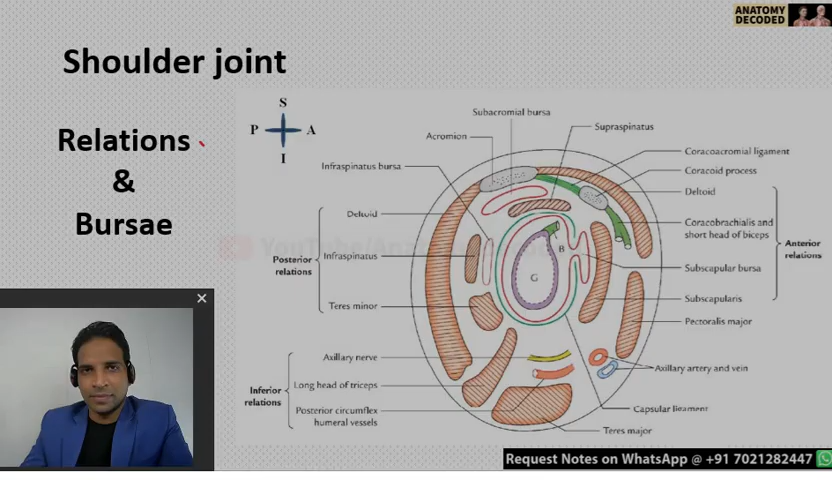 ANATOMY
DECODED
Shoulder joint
Relations
&
Bursae
S
P
A
I
Subacromial bursa
Acromion
Supraspinatus
Infraspinatus bursa
Coracoacromial ligament
Coracoid process
Deltoid
Deltoid
Coracobrachialis and
short head of biceps
Posterior
relations
Infraspinatus
Anterior
relations
B
G
Subscapular bursa
Teres minor
Subscapularis
Pectoralis major
Axillary nerve
Axillary artery and vein
Inferior
relations
Long head of triceps
Posterior circumflex
humeral vessels
Capsular ligament
Teres major
Request Notes on WhatsApp @ +91 7021282447